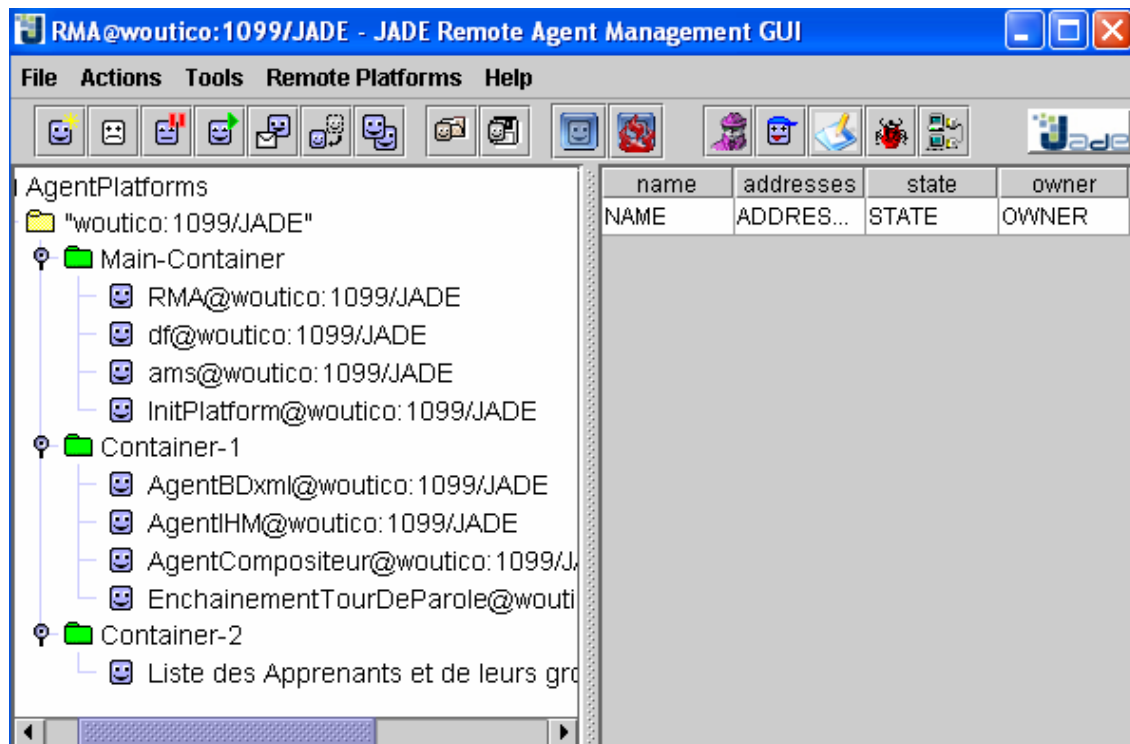 RMA@woutico:1099/JADE - JADE Remote Agent Management GUI
File Actions Tools Remote Platforms Help
Jade
AgentPlatforms
"woutico:1099/JADE"
Main-Container
RMA@woutico:1099/JADE
df@woutico:1099/JADE
ams@woutico:1099/JADE
InitPlatform@woutico:1099/JADE
Container-1
AgentBDxml@woutico:1099/JADE
AgentIHM@woutico:1099/JADE
AgentCompositeur@woutico:1099/J
EnchainementTourDeParole@wouti
Container-2
Liste des Apprenants et de leurs gro
name addresses state owner
NAME ADDRES... STATE OWNER